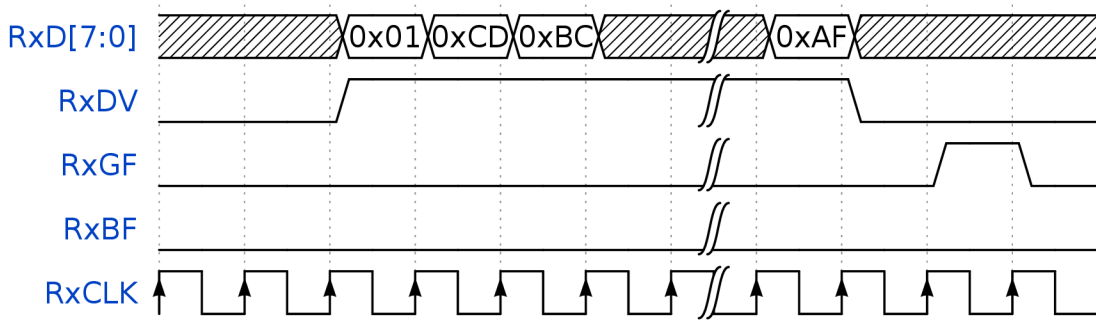 RxD[7:0] 0x01 0xCD 0xBC 0xAF
RxDV
RxGF
RxBF
RxCLK